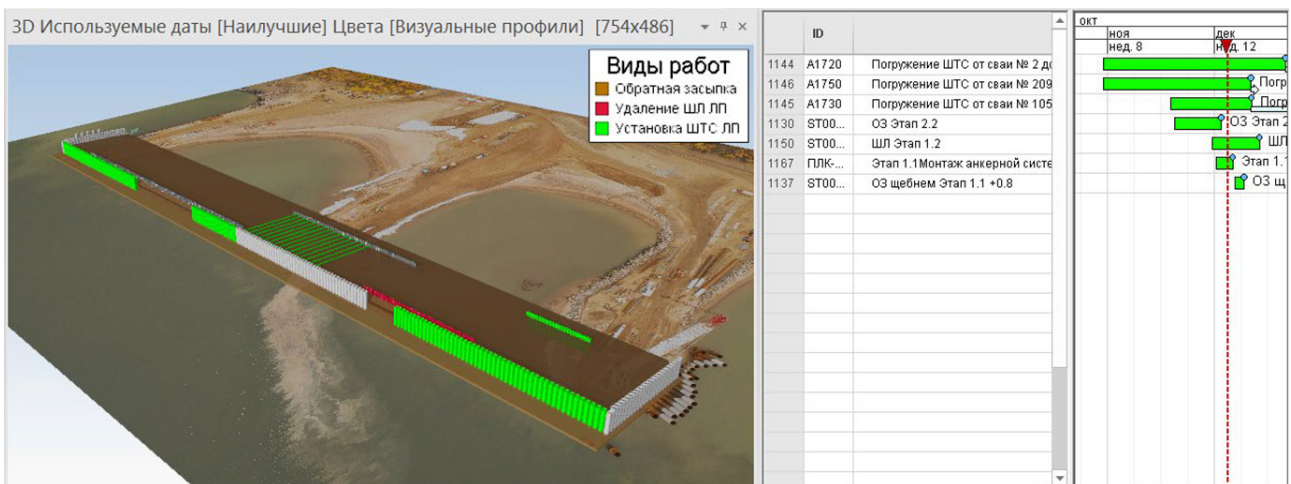 3D Используемые даты [Наилучшие] Цвета [Визуальные профили] [754x486]
Виды работ
Обратная засыпка
Удаление ШЛ ЛП
Установка ШТС ЛП
ID
1144 A1720 Погружение ШТС от сваи № 2 до
1146 A1750 Погружение ШТС от сваи № 209
1145 A1730 Погружение ШТС от сваи № 105
1130 ST00... ОЗ Этап 2.2
1150 ST00... ШЛ Этап 1.2
1167 ПЛК-... Этап 1.1Монтаж анкерной систе
1137 ST00... ОЗ щебнем Этап 1.1 +0.8
окт
ноя дек
нед. 8 нед. 12
Погр
Погр
ОЗ Этап 2
ШЛ
Этап 1.1
ОЗ щ